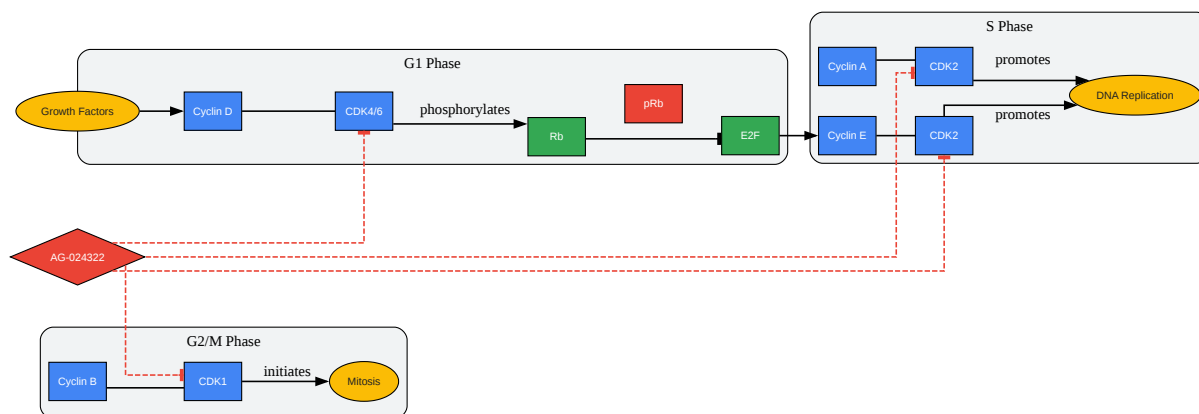 S Phase
G1 Phase
Cyclin A
CDK2
promotes
Growth Factors
Cyclin D
CDK4/6
phosphorylates
pRb
DNA Replication
promotes
Rb
E2F
Cyclin E
CDK2
AG-024322
G2/M Phase
Cyclin B
CDK1
initiates
Mitosis